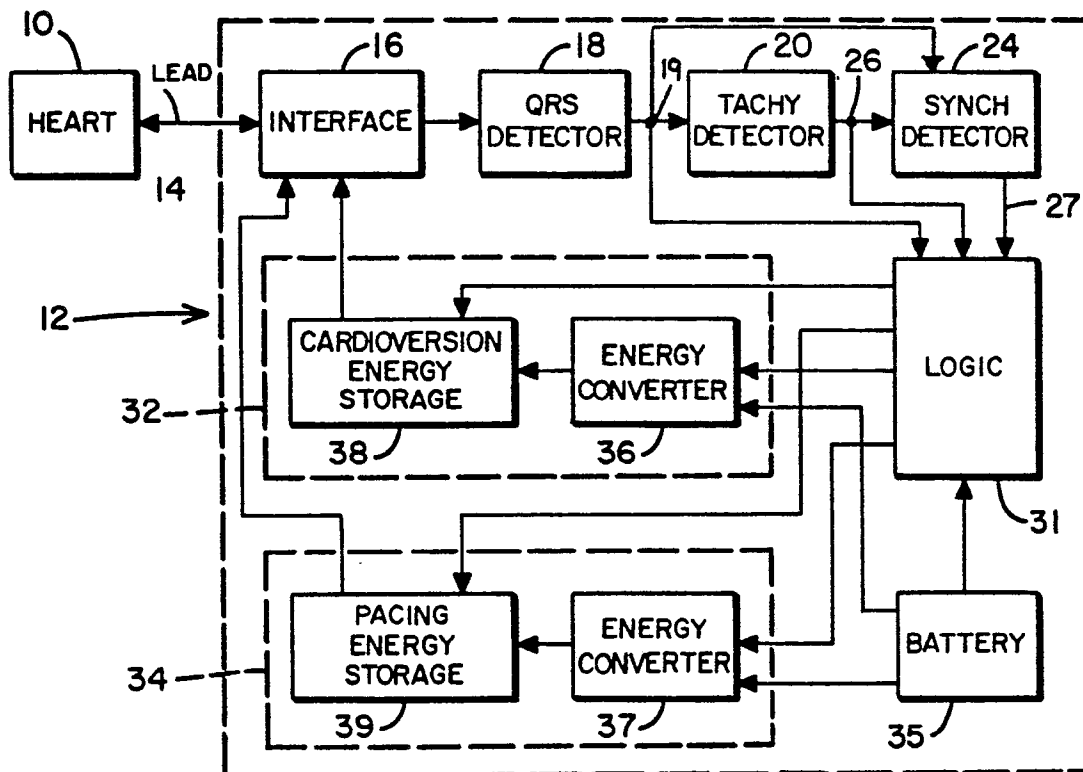 10
16
18
20
24
LEAD
19
26
HEART
INTERFACE
QRS
DETECTOR
TACHY
DETECTOR
SYNCH
DETECTOR
14
27
12
CARDIOVERSION
ENERGY
STORAGE
ENERGY
CONVERTER
LOGIC
32
38
36
31
PACING
ENERGY
STORAGE
ENERGY
CONVERTER
BATTERY
34
39
37
35